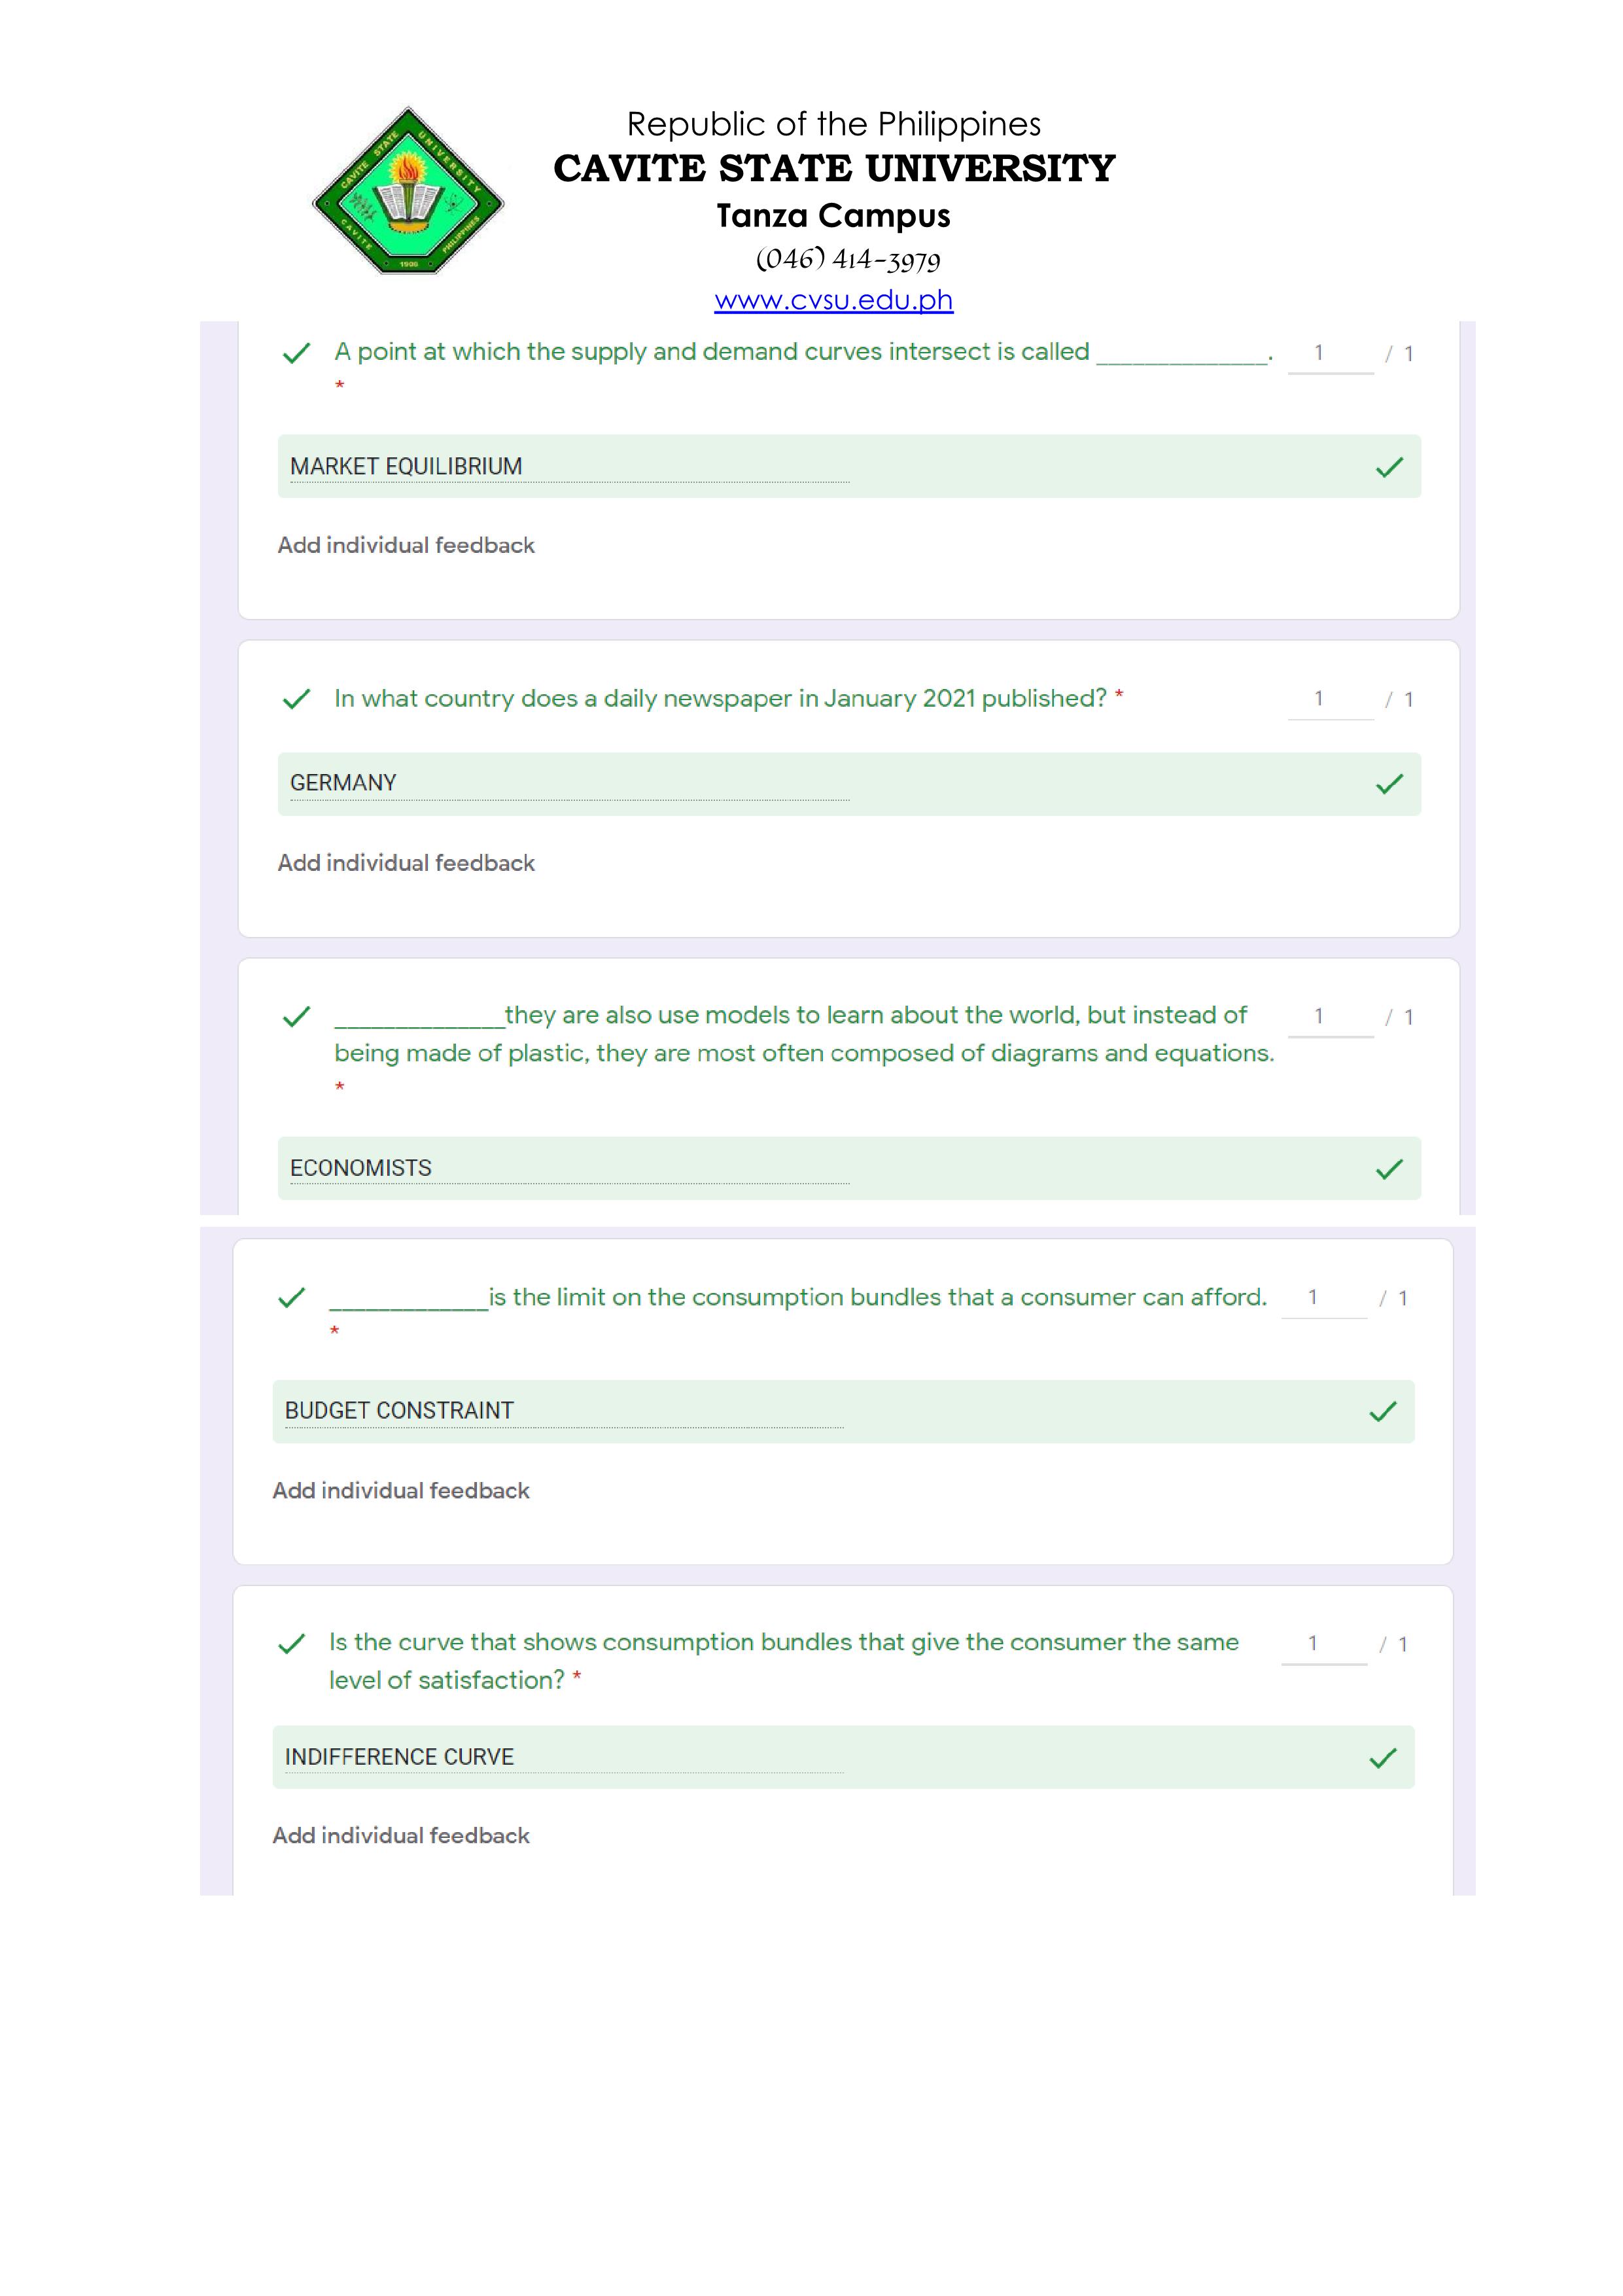 CAVITE STATE UNIVERSITY
CAVITE PHILIPPINES
1906
Republic of the Philippines
CAVITE STATE UNIVERSITY
Tanza Campus
(046) 414-3979
www.cvsu.edu.ph
A point at which the supply and demand curves intersect is called ______________. 1 / 1
*
MARKET EQUILIBRIUM
Add individual feedback
In what country does a daily newspaper in January 2021 published? * 1 / 1
GERMANY
Add individual feedback
______________they are also use models to learn about the world, but instead of 1 / 1
being made of plastic, they are most often composed of diagrams and equations.
*
ECONOMISTS
_____________is the limit on the consumption bundles that a consumer can afford. 1 / 1
*
BUDGET CONSTRAINT
Add individual feedback
Is the curve that shows consumption bundles that give the consumer the same 1 / 1
level of satisfaction? *
INDIFFERENCE CURVE
Add individual feedback